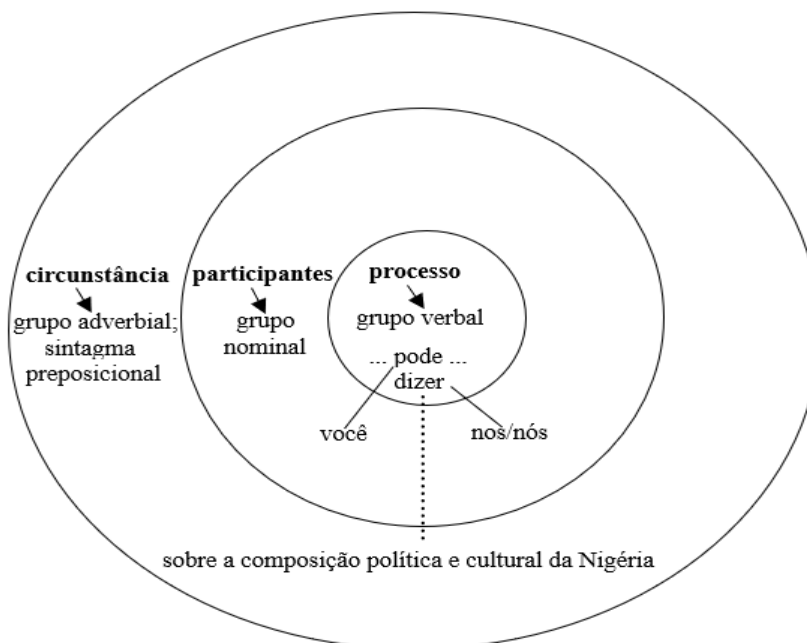 circunstância
grupo adverbial;
sintagma
preposicional
participantes
grupo
nominal
processo
grupo verbal
... pode ...
dizer
você
nos/nós
sobre a composição política e cultural da Nigéria